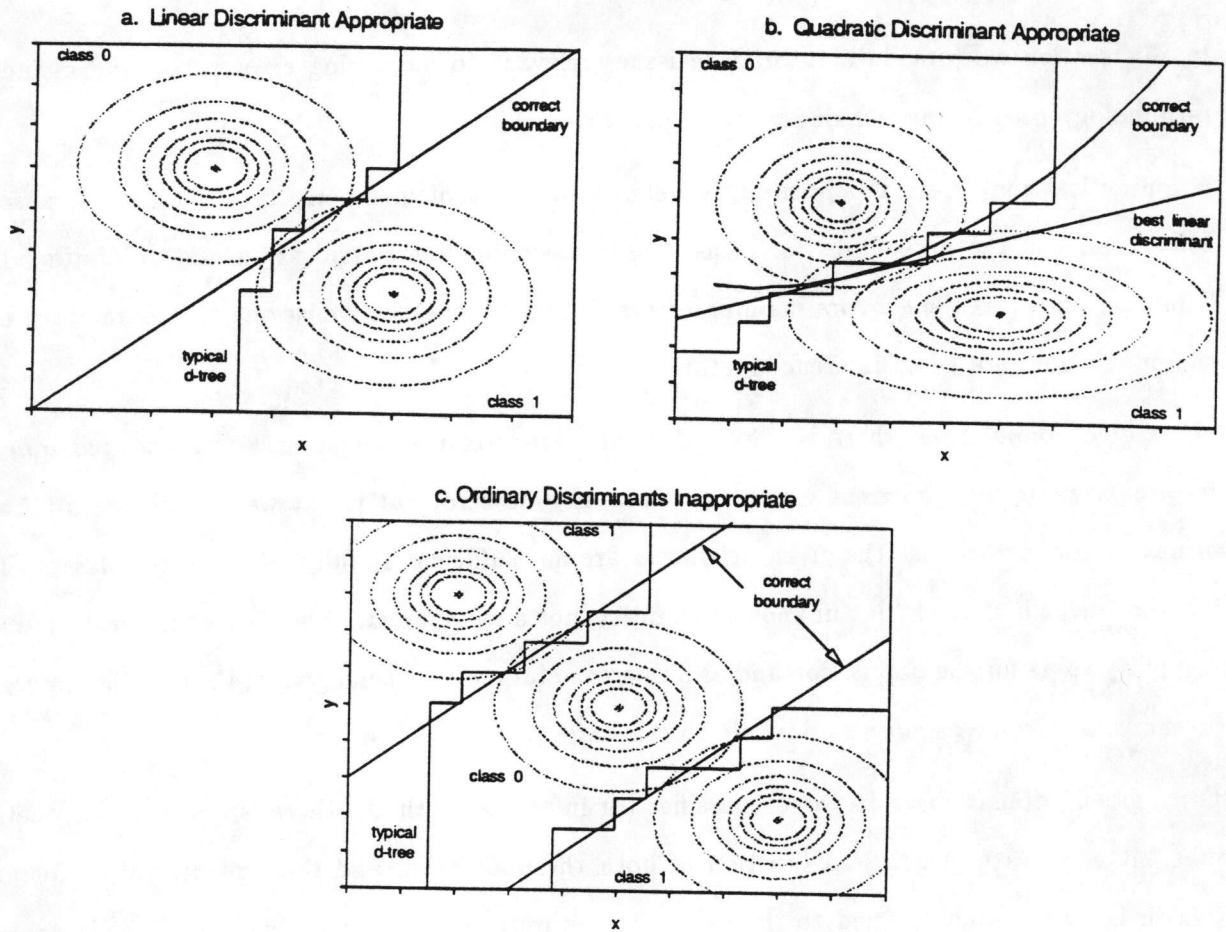 a. Linear Discriminant Appropriate
class 0
correct
boundary
y
typical
d-tree
class 1
x
b. Quadratic Discriminant Appropriate
class 0
correct
boundary
y
best linear
discriminant
typical
d-tree
class 1
x
c. Ordinary Discriminants Inappropriate
class 1
correct
boundary
y
class 0
typical
d-tree
class 1
x